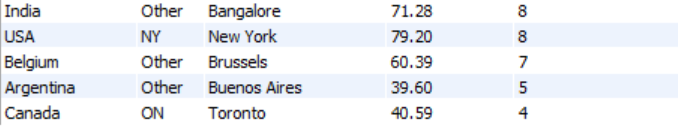 India Other Bangalore 71.28 8
USA NY New York 79.20 8
Belgium Other Brussels 60.39 7
Argentina Other Buenos Aires 39.60 5
Canada ON Toronto 40.59 4